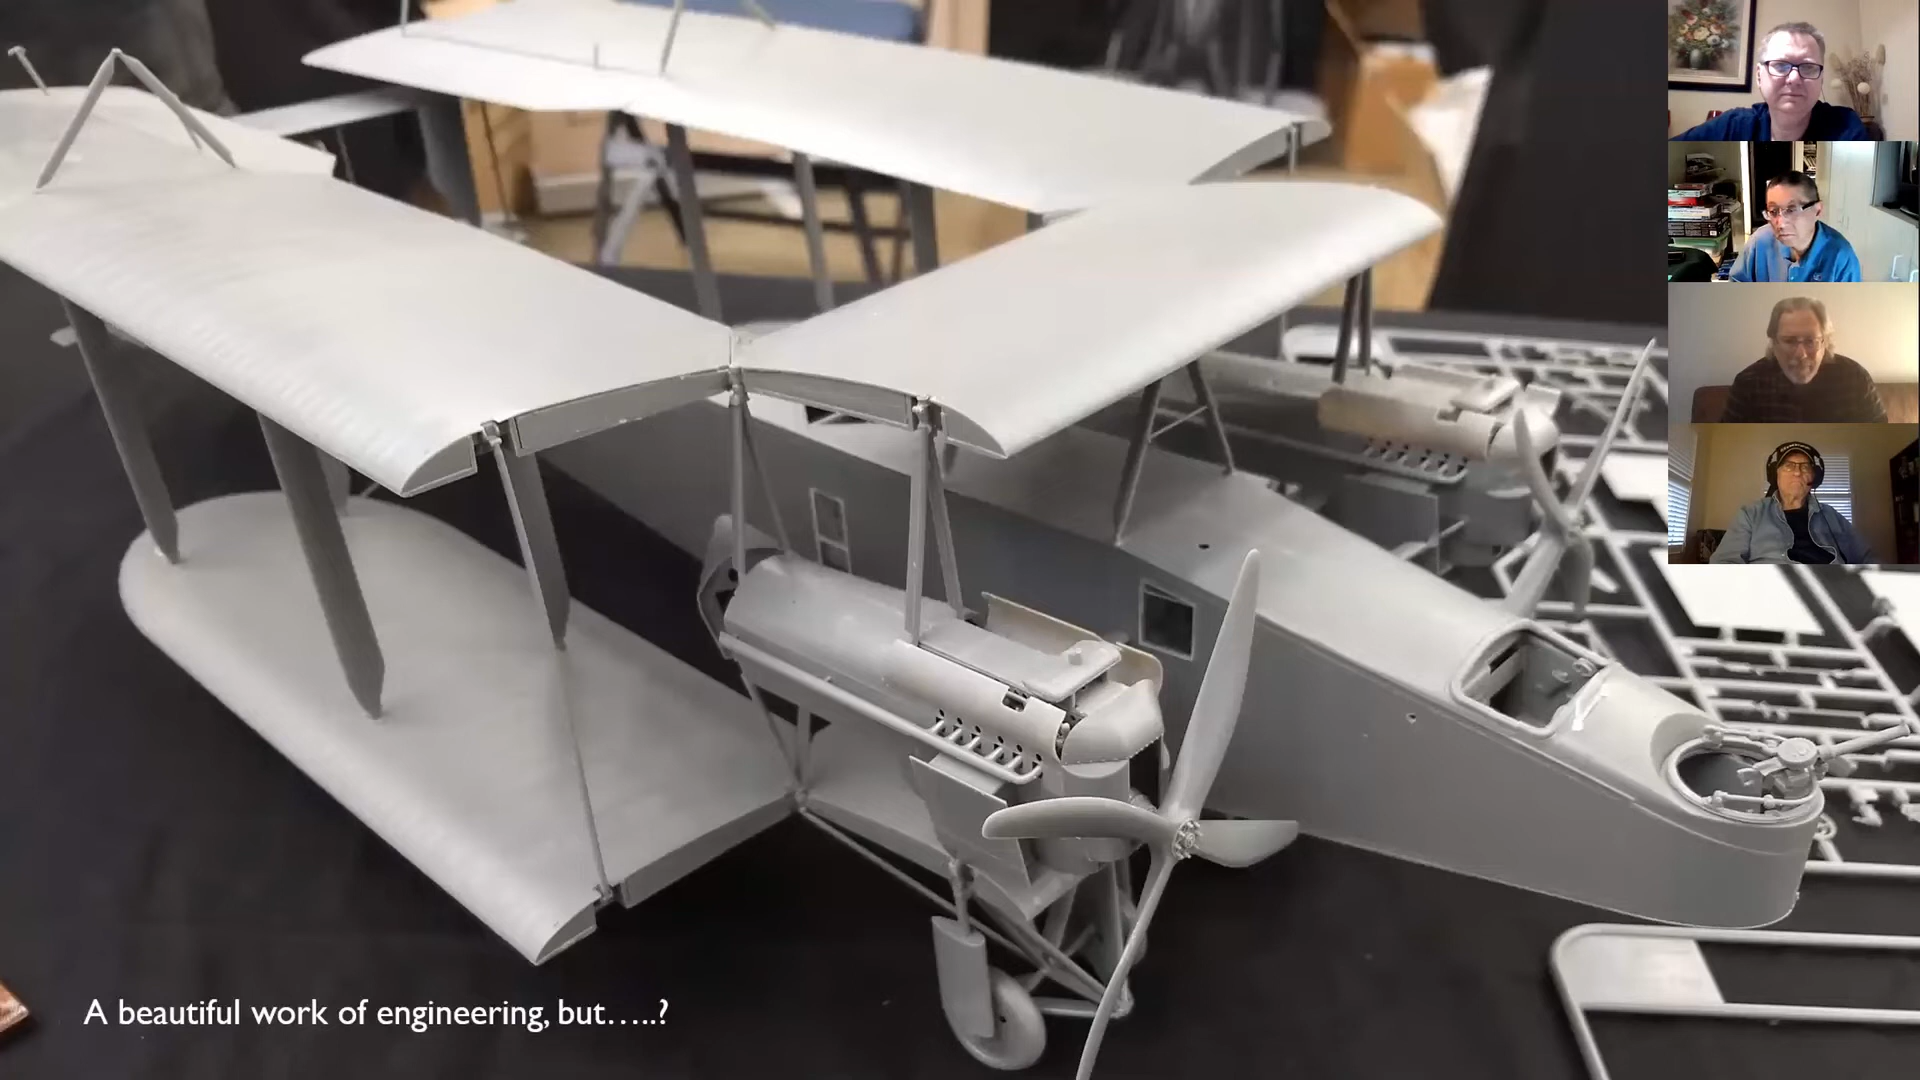 A beautiful work of engineering, but…..?